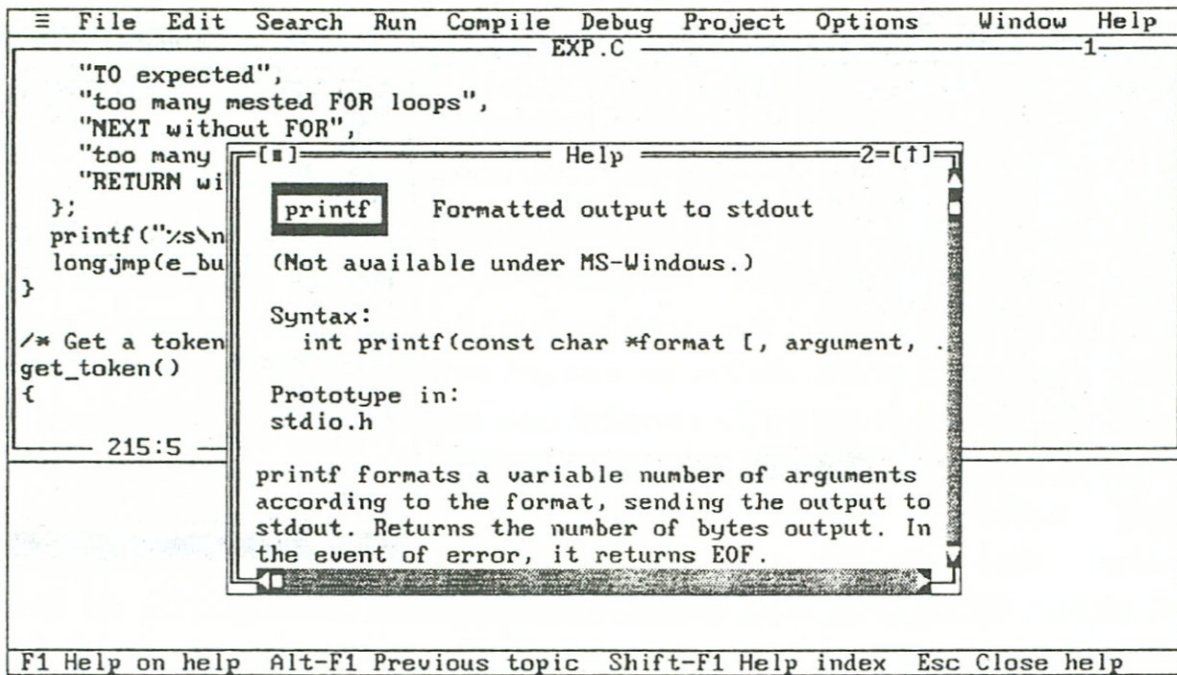 ≡ File Edit Search Run Compile Debug Project Options Window Help
EXP.C 1
"TO expected",
"too many mested FOR loops",
"NEXT without FOR",
"too many
"RETURN wi
};
printf("%s\n
longjmp(e_bu
}
/* Get a token
get_token()
{
215:5
[■] Help 2=[↑]
printf Formatted output to stdout
(Not available under MS-Windows.)
Syntax:
int printf(const char *format [, argument, .
Prototype in:
stdio.h
printf formats a variable number of arguments
according to the format, sending the output to
stdout. Returns the number of bytes output. In
the event of error, it returns EOF.
F1 Help on help Alt-F1 Previous topic Shift-F1 Help index Esc Close help